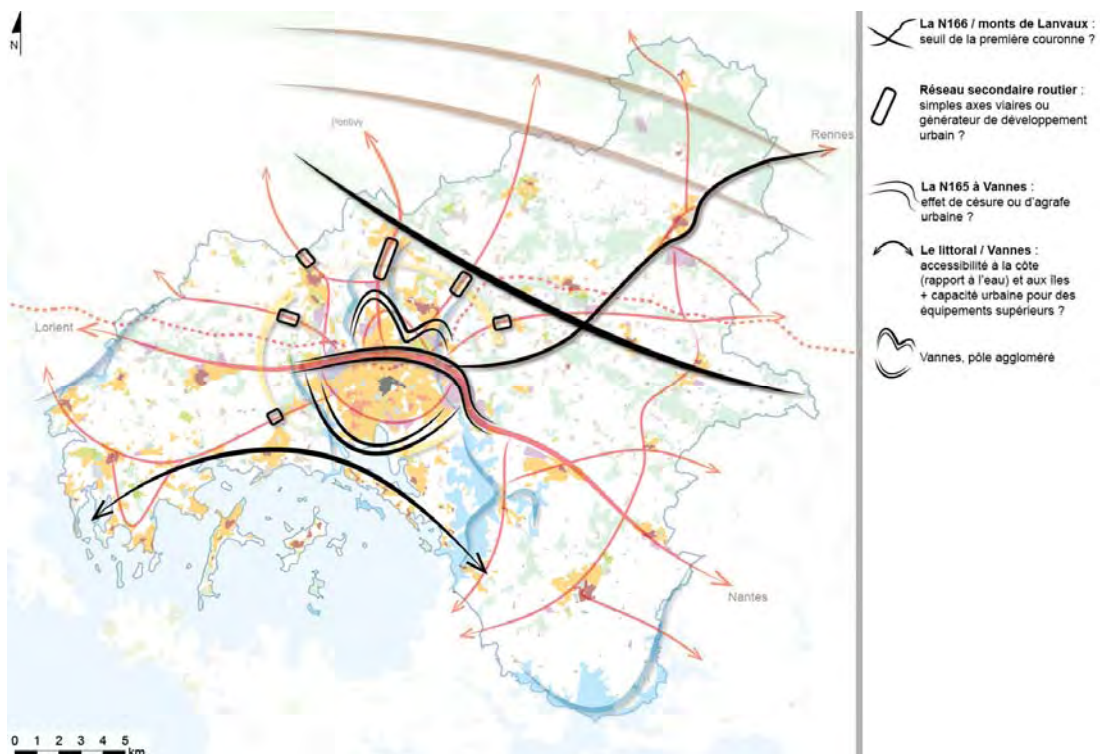 N
Pontivy
Rennes
Lorient
Vannes
Nantes
0 1 2 3 4 5
km
La N166 / monts de Lanvaux :
seuil de la première couronne ?
Réseau secondaire routier :
simples axes viaires ou
générateur de développement
urbain ?
La N165 à Vannes :
effet de césure ou d'agrafe
urbaine ?
Le littoral / Vannes :
accessibilité à la côte
(rapport à l'eau) et aux îles
+ capacité urbaine pour des
équipements supérieurs ?
Vannes, pôle aggloméré